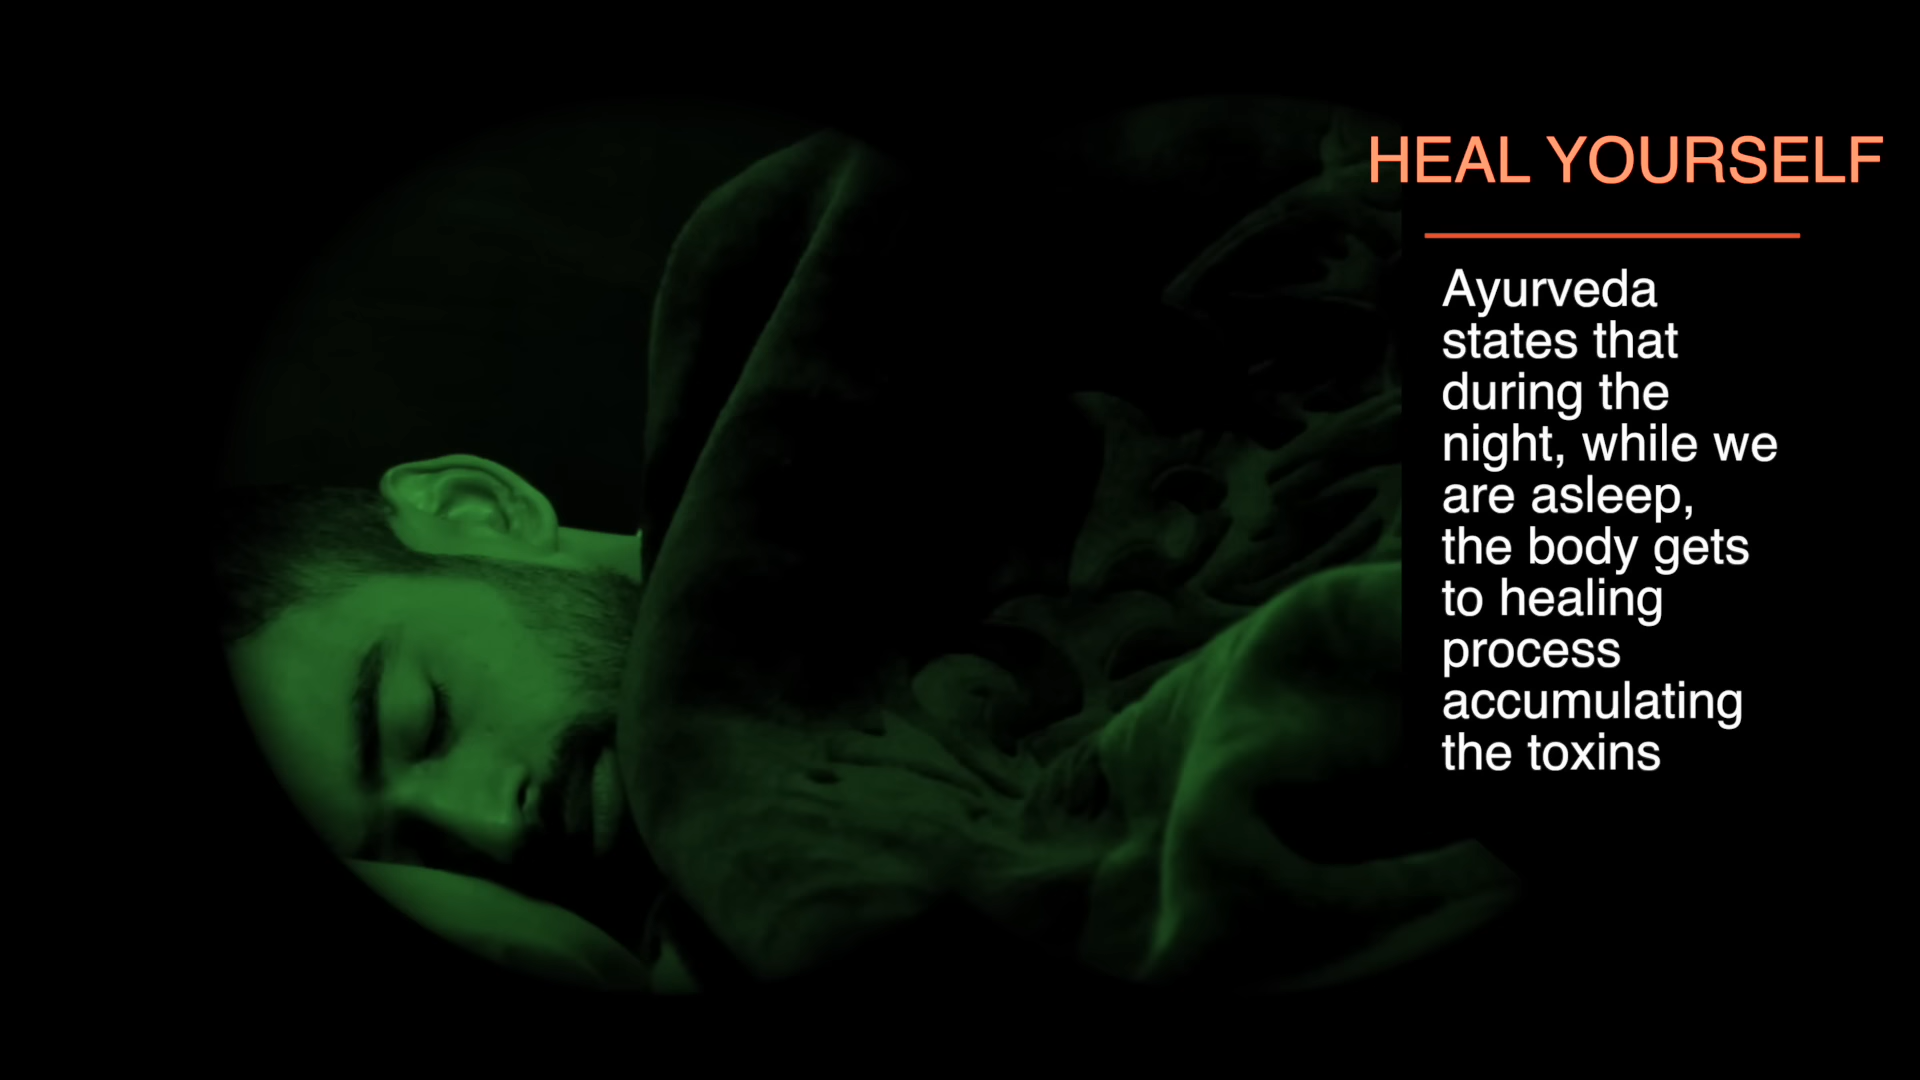 HEAL YOURSELF
Ayurveda
states that
during the
night, while we
are asleep,
the body gets
to healing
process
accumulating
the toxins